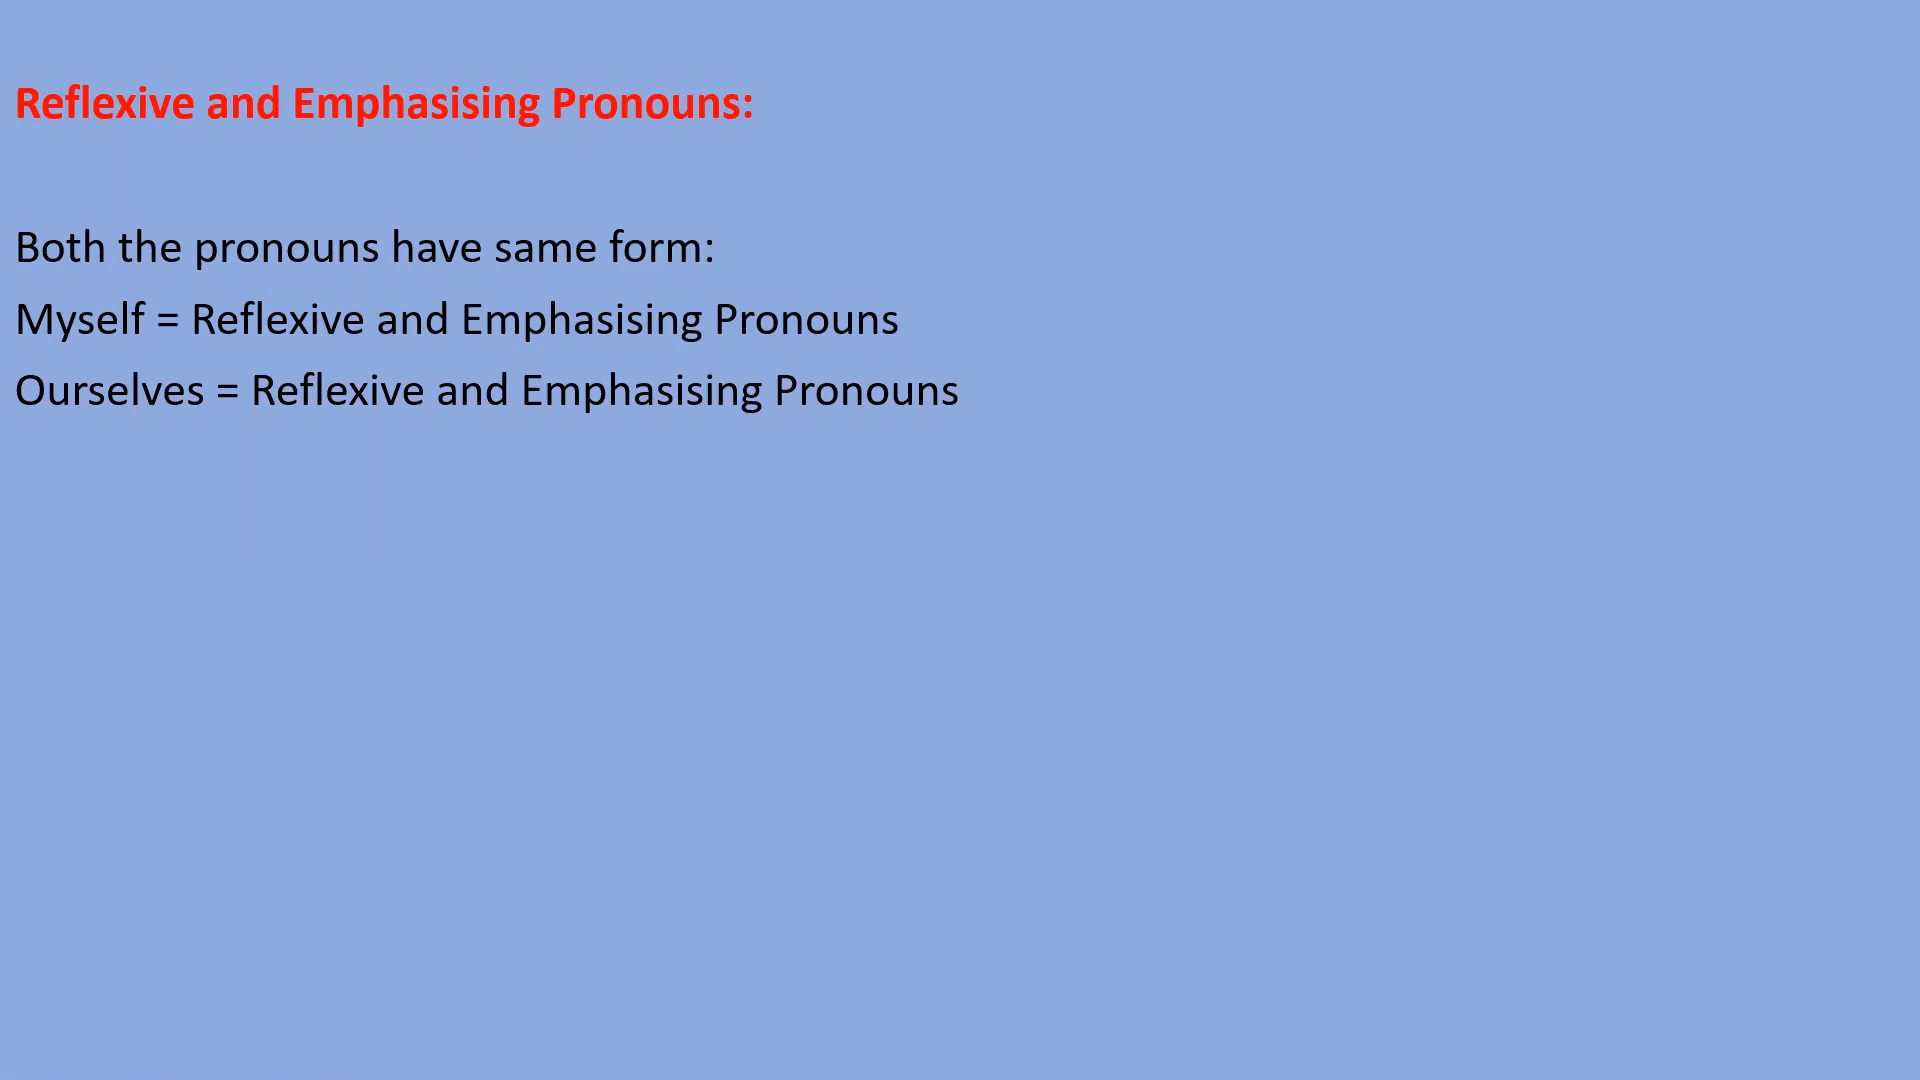 Reflexive and Emphasising Pronouns:
Both the pronouns have same form:
Myself = Reflexive and Emphasising Pronouns
Ourselves = Reflexive and Emphasising Pronouns